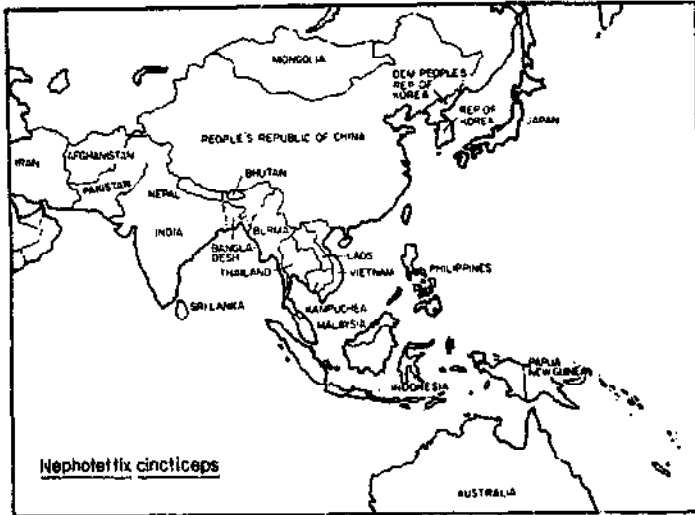 MONGOLIA
DEM PEOPLE'S
REP OF
KOREA
REP OF
KOREA
JAPAN
PEOPLE'S REPUBLIC OF CHINA
IRAN
AFGHANISTAN
PAKISTAN
NEPAL
BHUTAN
INDIA
BURMA
BANGLA
DESH
LAOS
THAILAND
VIETNAM
PHILIPPINES
SRI LANKA
KAMPUCHEA
MALAYSIA
PAPUA
NEW GUINEA
INDONESIA
Nephotettix cincticeps
AUSTRALIA